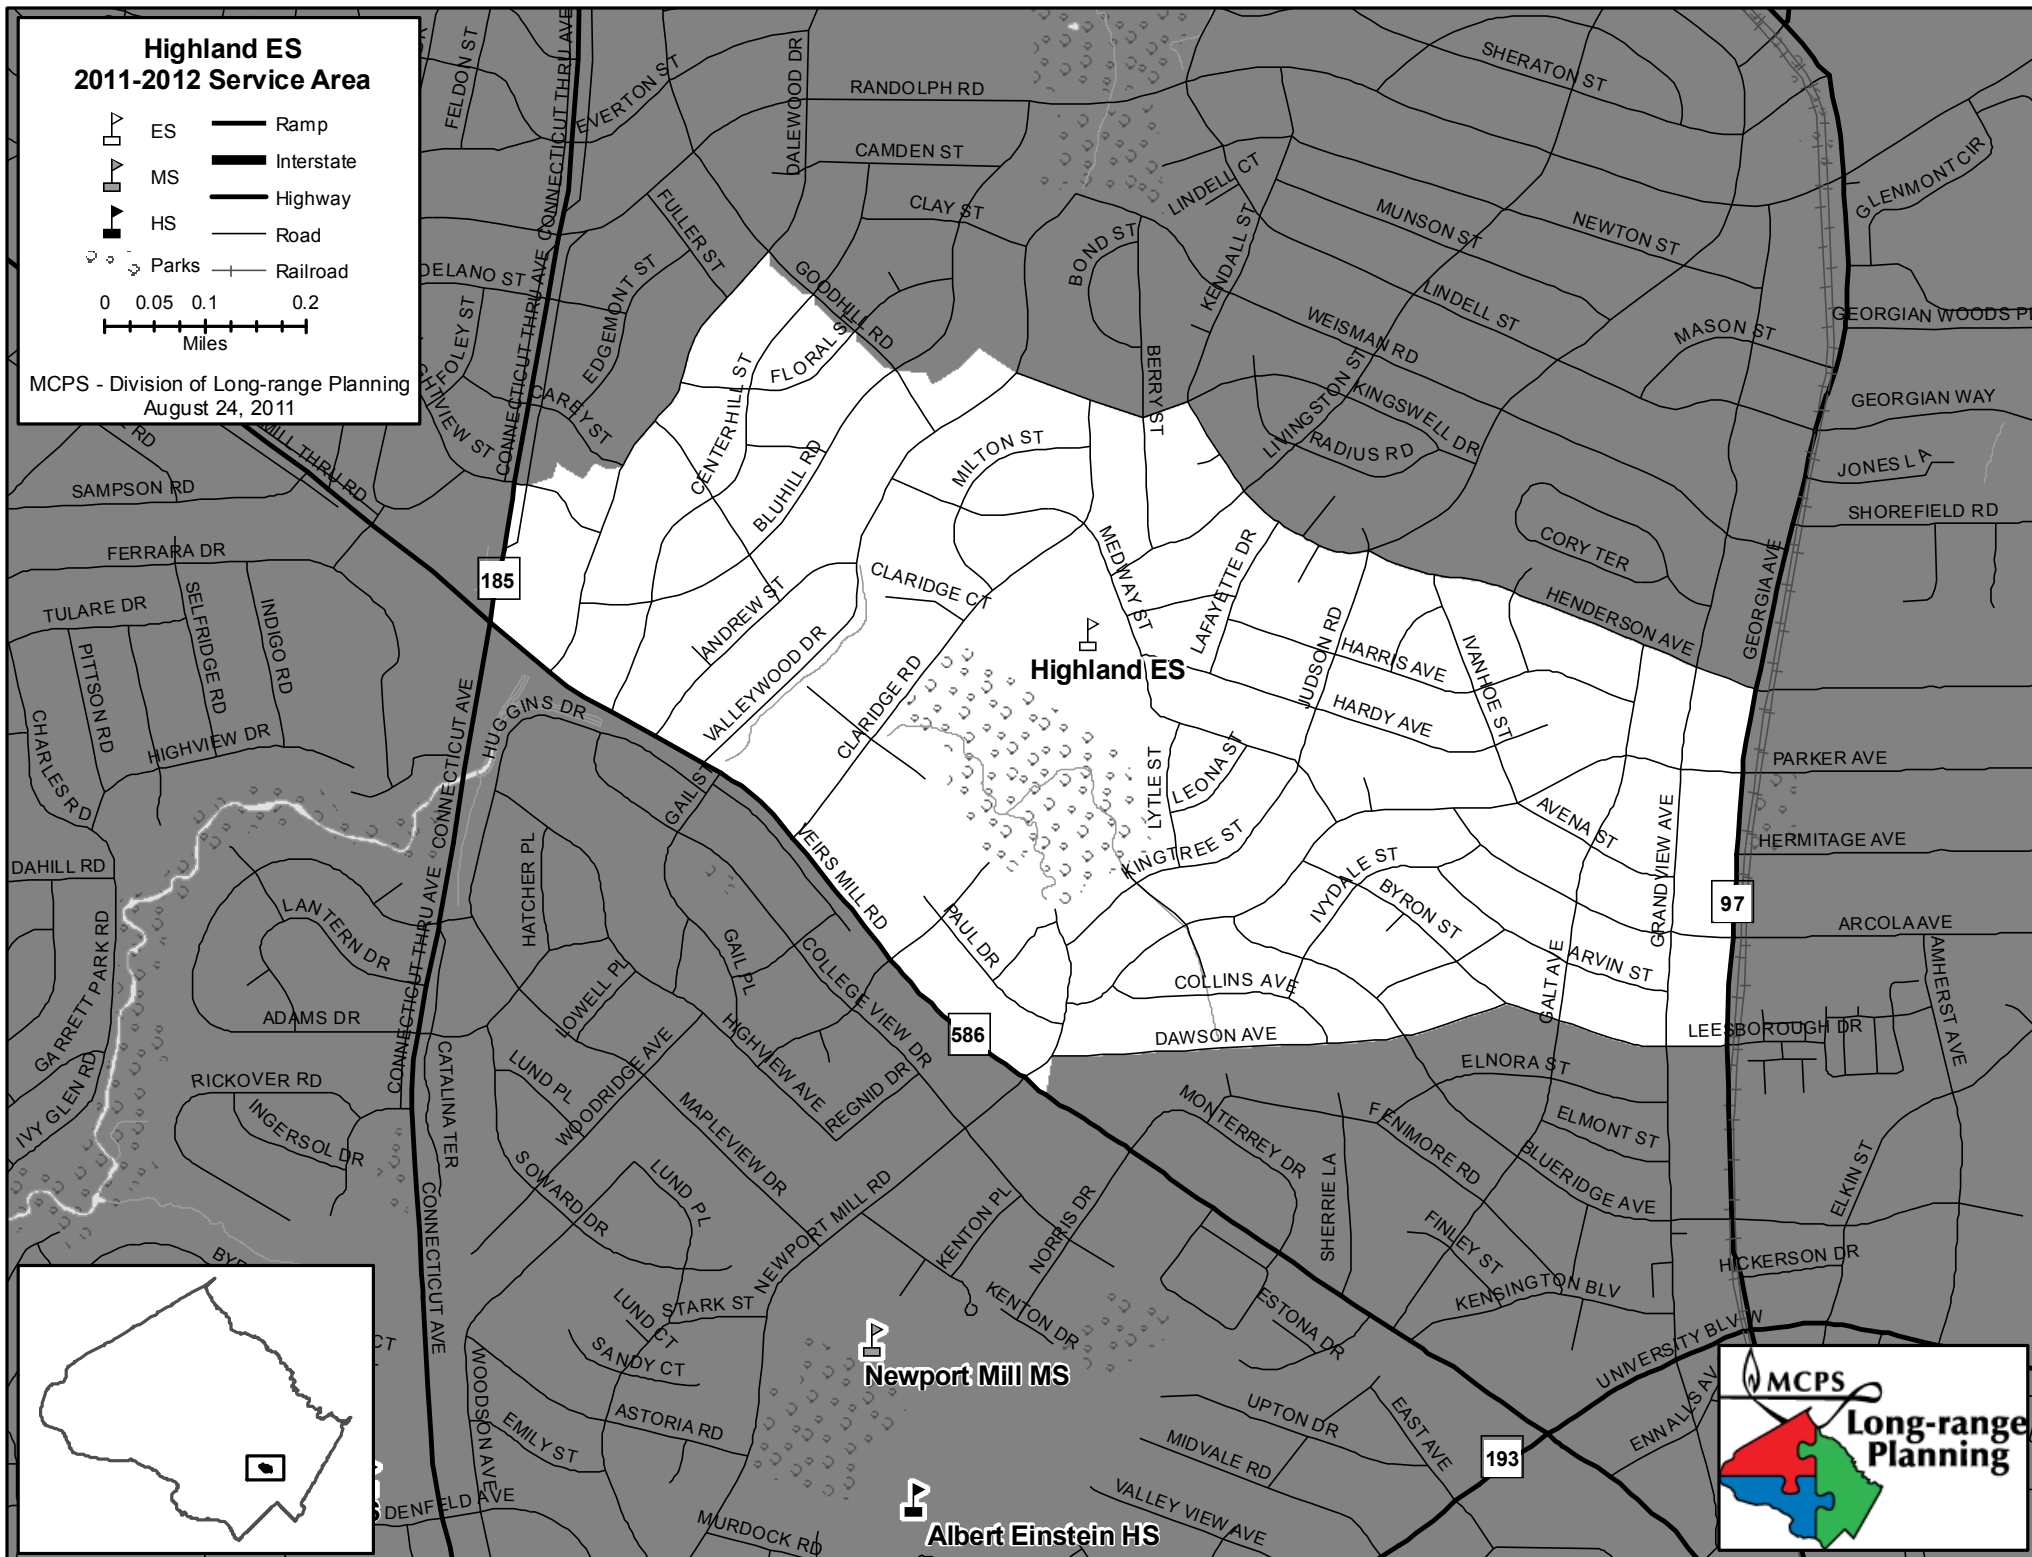 Highland ES
2011-2012 Service Area
ES
MS
HS
Parks
Ramp
Interstate
Highway
Road
Railroad
0 0.05 0.1 0.2
Miles
MCPS - Division of Long-range Planning
August 24, 2011
FELDON ST
CONNECTICUT THRU AVE
EVERTON ST
DALEWOOD DR
RANDOLPH RD
SHERATON ST
CAMDEN ST
LINDELL CT
GLENMONT CIR
FULLER ST
CLAY ST
BOND ST
KENDALL ST
MUNSON ST
NEWTON ST
DELANO ST
CONNECTICUT THRU AVE
EDGEMONT ST
GOODHILL RD
FOLEY ST
LINDELL ST
GEORGIAN WOODS PL
WEISMAN RD
MASON ST
FLORAL S
CENTERHILL ST
BERRY ST
LIVINGSTON ST
KINGSWELL DR
CAREY ST
GEORGIAN WAY
RADIUS RD
MILTON ST
BLUHILL RD
JONES LA
MILL THRU RD
SAMPSON RD
SHOREFIELD RD
FERRARA DR
CORY TER
MEDWAY ST
LAFAYETTE DR
185
CLARIDGE CT
TULARE DR
SELFRIDGE RD
INDIGO RD
ANDREW ST
HENDERSON AVE
GEORGIA AVE
PITTSON RD
VALLEYWOOD DR
JUDSON RD
HARRIS AVE
IVANHOE ST
Highland ES
CLARIDGE RD
HUGGINS DR
HARDY AVE
CHARLES RD
HIGHVIEW DR
CONNECTICUT AVE
PARKER AVE
LYTLE ST
LEONA ST
GAIL ST
AVENA ST
GRANDVIEW AVE
HERMITAGE AVE
VEIRS MILL RD
KINGTREE ST
DAHILL RD
HATCHER PL
IVYDALE ST
BYRON ST
97
LANTERN DR
PAUL DR
ARCOLA AVE
GARRETT PARK RD
CONNECTICUT THRU AVE
GAIL PL
COLLEGE VIEW DR
GALT AVE
ARVIN ST
AMHERST AVE
LOWELL PL
COLLINS AVE
ADAMS DR
HIGHVIEW AVE
586
DAWSON AVE
LEESBOROUGH DR
IVY GLEN RD
RICKOVER RD
CATALINA TER
LUND PL
WOODRIDGE AVE
REGNID DR
ELNORA ST
INGERSOL DR
MAPLEVIEW DR
MONTERREY DR
FENIMORE RD
ELMONT ST
SOWARD DR
LUND PL
NEWPORT MILL RD
BLUERIDGE AVE
ELKIN ST
CONNECTICUT AVE
KENTON PL
NORRIS DR
SHERRIE LA
FINLEY ST
HICKERSON DR
STARK ST
LUND CT
KENTON DR
KENSINGTON BLV
SANDY CT
ESTONA DR
UNIVERSITY BLV W
Newport Mill MS
WOODSON AVE
ASTORIA RD
EMILY ST
UPTON DR
EAST AVE
ENNALLS AV
MIDVALE RD
193
DENFELD AVE
VALLEY VIEW AVE
MURDOCK RD
Albert Einstein HS
MCPS
Long-range
Planning